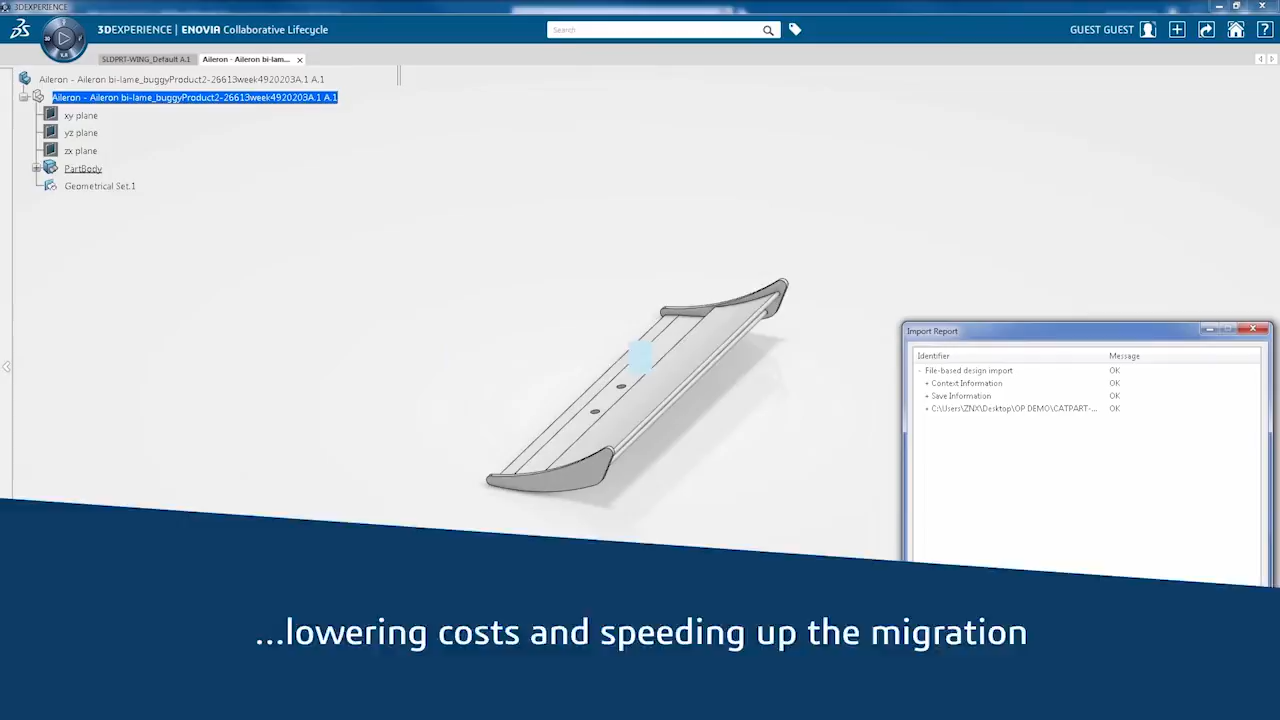 3DEXPERIENCE
3DEXPERIENCE | ENOVIA Collaborative Lifecycle
Search
GUEST GUEST
SLDPRT-WING_Default A.1
Aileron - Aileron bi-lam...
Aileron - Aileron bi-lame_buggyProduct2-26613week4920203A.1 A.1
Aileron - Aileron bi-lame_buggyProduct2-26613week4920203A.1 A.1
xy plane
yz plane
zx plane
PartBody
Geometrical Set.1
Import Report
Identifier Message
- File-based design import OK
+ Context Information OK
+ Save Information OK
+ C:\Users\ZNX\Desktop\OP DEMO\CATPART-... OK
...lowering costs and speeding up the migration